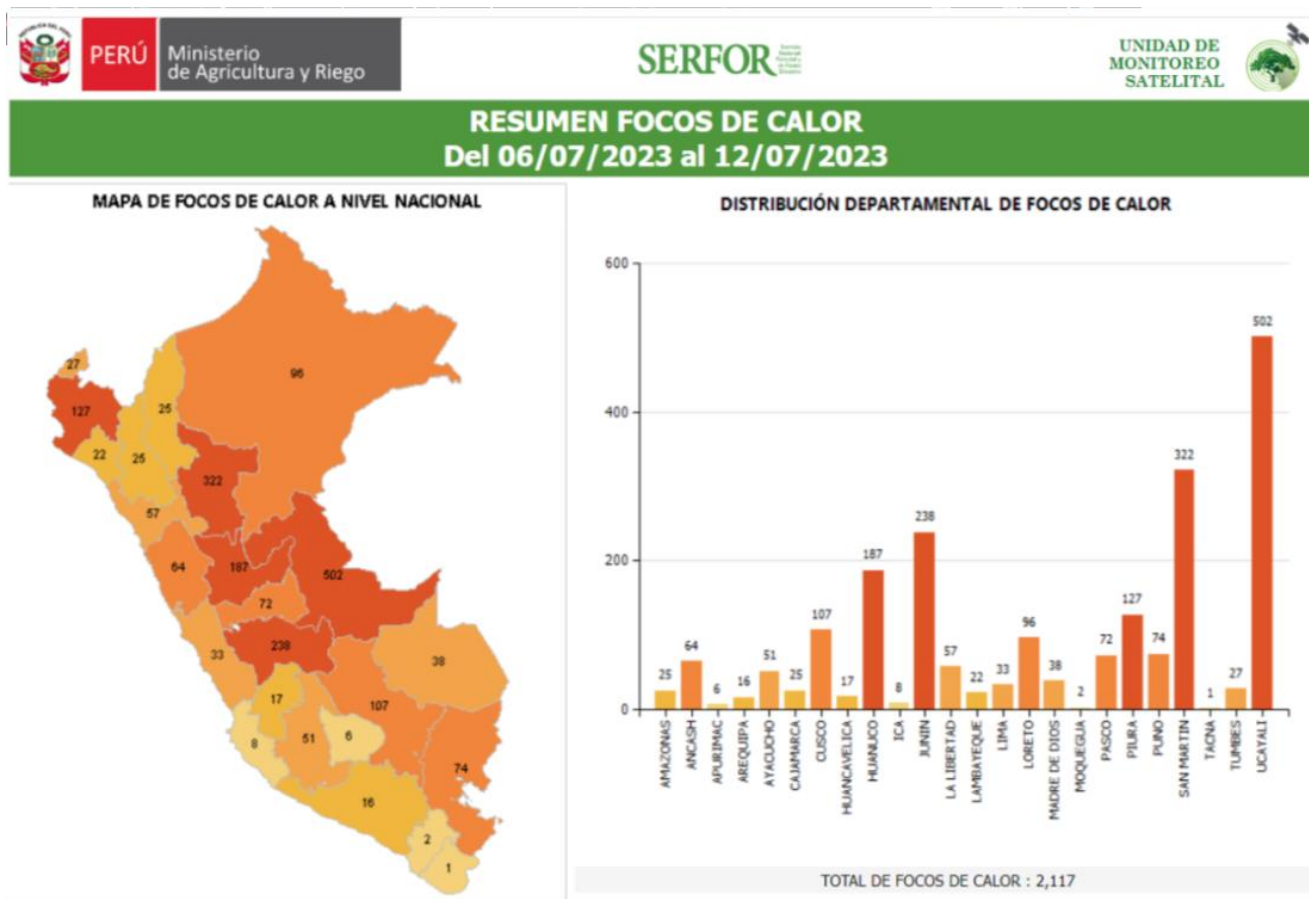 PERÚ
Ministerio
de Agricultura y Riego
SERFOR
UNIDAD DE
MONITOREO
SATELITAL
RESUMEN FOCOS DE CALOR
Del 06/07/2023 al 12/07/2023
MAPA DE FOCOS DE CALOR A NIVEL NACIONAL
27
96
127
25
22
25
322
57
64
187
502
72
33
238
38
17
107
8
51
6
74
16
2
1
DISTRIBUCIÓN DEPARTAMENTAL DE FOCOS DE CALOR
600
400
200
0
25
64
6
16
51
25
107
17
187
8
238
57
22
33
96
38
2
72
127
74
322
1
27
502
AMAZONAS
ANCASH
APURIMAC
AREQUIPA
AYACUCHO
CAJAMARCA
CUSCO
HUANCAVELICA
HUANUCO
ICA
JUNIN
LA LIBERTAD
LAMBAYEQUE
LIMA
LORETO
MADRE DE DIOS
MOQUEGUA
PASCO
PIURA
PUNO
SAN MARTIN
TACNA
TUMBES
UCAYALI
TOTAL DE FOCOS DE CALOR : 2,117